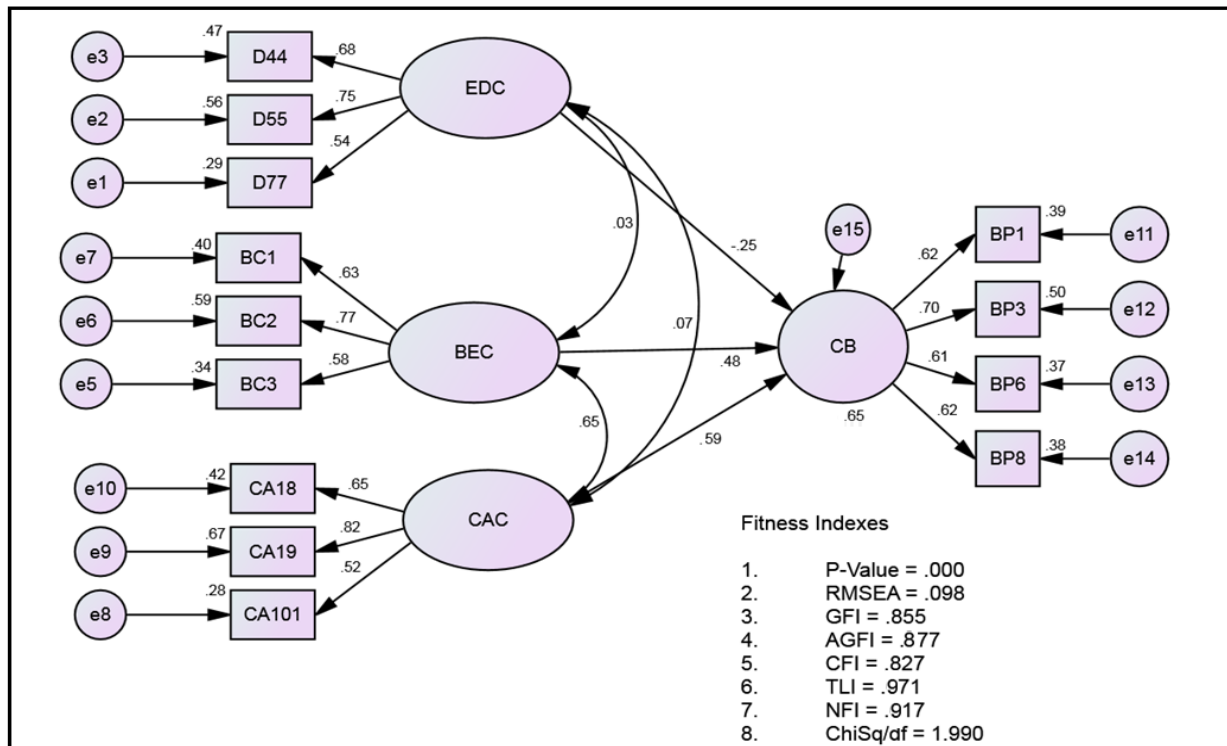 e3
.47
D44
.68
e2
.56
D55
.75
e1
.29
D77
.54
EDC
e7
.40
BC1
.63
e6
.59
BC2
.77
e5
.34
BC3
.58
BEC
e10
.42
CA18
.65
e9
.67
CA19
.82
e8
.28
CA101
.52
CAC
.03
.07
.65
-.25
.48
.59
e15
CB
.65
.62
BP1
.39
e11
.70
BP3
.50
e12
.61
BP6
.37
e13
.62
BP8
.38
e14
Fitness Indexes
1. P-Value = .000
2. RMSEA = .098
3. GFI = .855
4. AGFI = .877
5. CFI = .827
6. TLI = .971
7. NFI = .917
8. ChiSq/df = 1.990